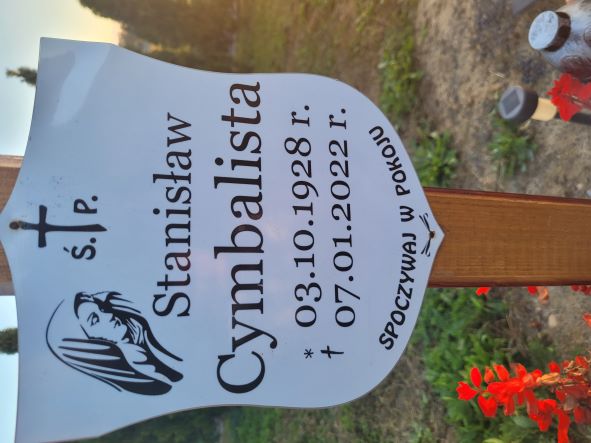 Ś. P.
Stanisław
Cymbalista
* 03.10.1928 r.
† 07.01.2022 r.
SPOCZYWAJ W POKOJU